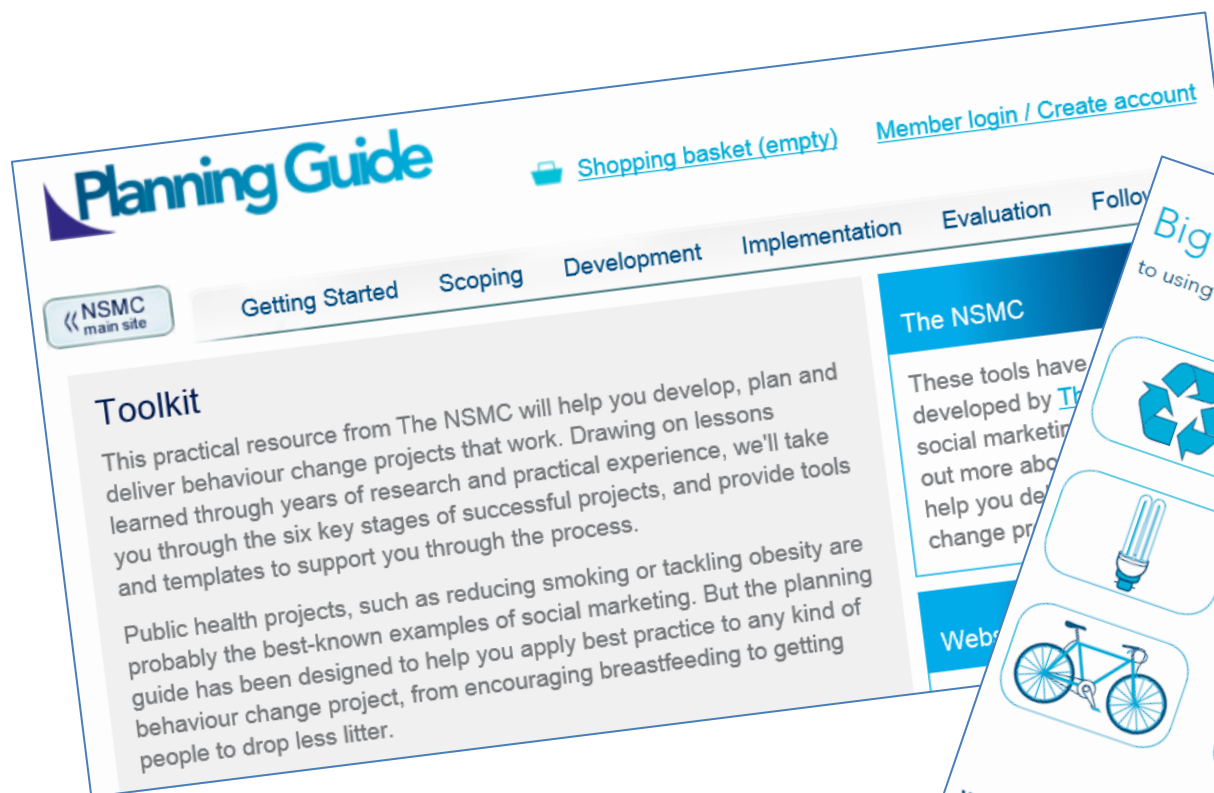 Planning Guide
Shopping basket (empty)
Member login / Create account
NSMC
main site
Getting Started
Scoping
Development
Implementation
Evaluation
Toolkit
This practical resource from The NSMC will help you develop, plan and
deliver behaviour change projects that work. Drawing on lessons
learned through years of research and practical experience, we'll take
you through the six key stages of successful projects, and provide tools
and templates to support you through the process.
Public health projects, such as reducing smoking or tackling obesity are
probably the best-known examples of social marketing. But the planning
guide has been designed to help you apply best practice to any kind of
behaviour change project, from encouraging breastfeeding to getting
people to drop less litter.
The NSMC
These tools have
developed by
social
out more
help you
change
Big
to using